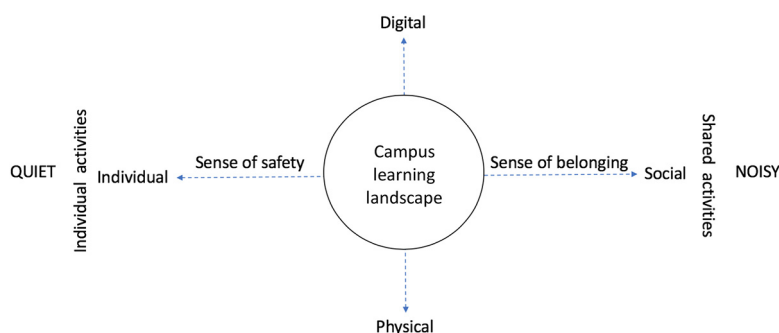 Digital
QUIET
Individual activities
Individual
Sense of safety
Campus
learning
landscape
Sense of belonging
Social
Shared activities
NOISY
Physical